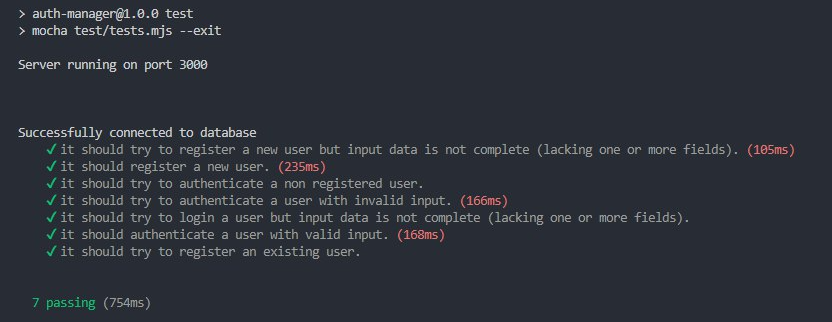 > auth-manager@1.0.0 test
> mocha test/tests.mjs --exit
Server running on port 3000
Successfully connected to database
✓ it should try to register a new user but input data is not complete (lacking one or more fields). (105ms)
✓ it should register a new user. (235ms)
✓ it should try to authenticate a non registered user.
✓ it should try to authenticate a user with invalid input. (166ms)
✓ it should try to login a user but input data is not complete (lacking one or more fields).
✓ it should authenticate a user with valid input. (168ms)
✓ it should try to register an existing user.
7 passing (754ms)